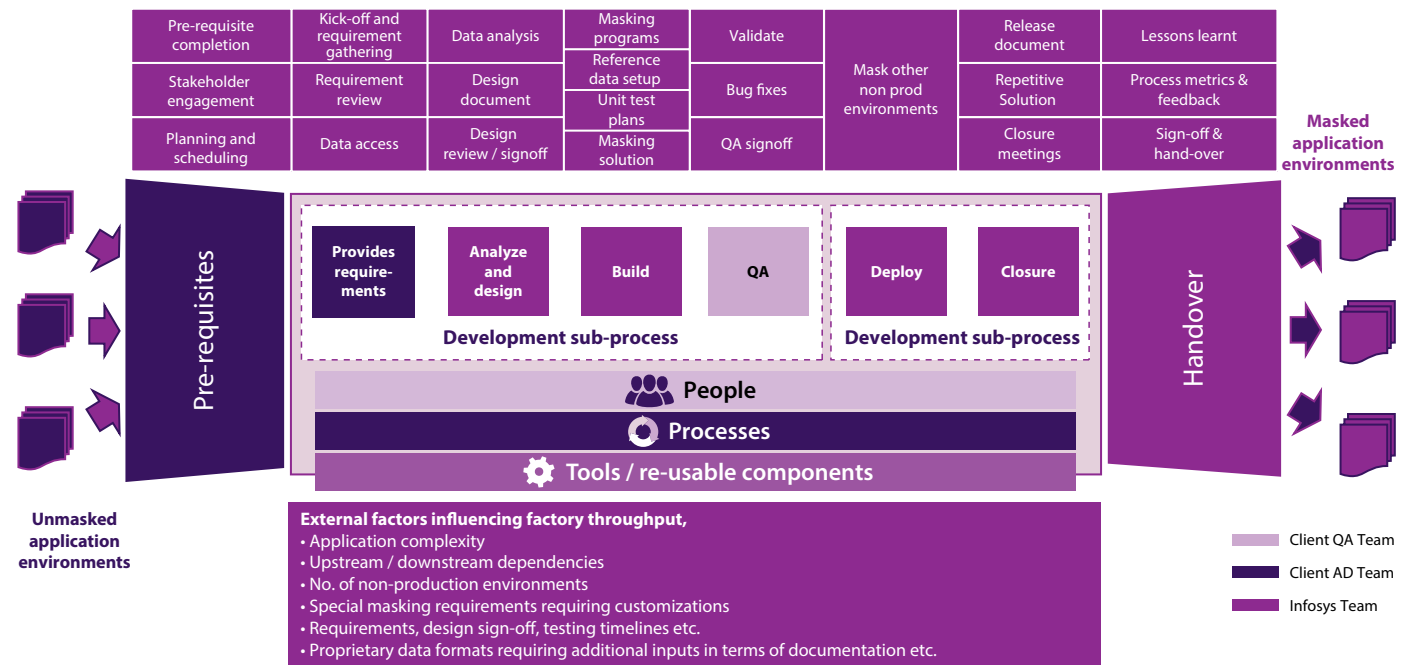 Pre-requisite
completion
Stakeholder
engagement
Planning and
scheduling
Kick-off and
requirement
gathering
Requirement
review
Data access
Data analysis
Design
document
Design
review / signoff
Masking
programs
Reference
data setup
Unit test
plans
Masking
solution
Validate
Bug fixes
QA signoff
Mask other
non prod
environments
Release
document
Repetitive
Solution
Closure
meetings
Lessons learnt
Process metrics &
feedback
Sign-off &
hand-over
Masked
application
environments
Pre-requisites
Provides
require-
ments
Analyze
and
design
Build
QA
Development sub-process
Deploy
Closure
Development sub-process
People
Processes
Tools / re-usable components
Handover
Unmasked
application
environments
External factors influencing factory throughput,
• Application complexity
• Upstream / downstream dependencies
• No. of non-production environments
• Special masking requirements requiring customizations
• Requirements, design sign-off, testing timelines etc.
• Proprietary data formats requiring additional inputs in terms of documentation etc.
Client QA Team
Client AD Team
Infosys Team